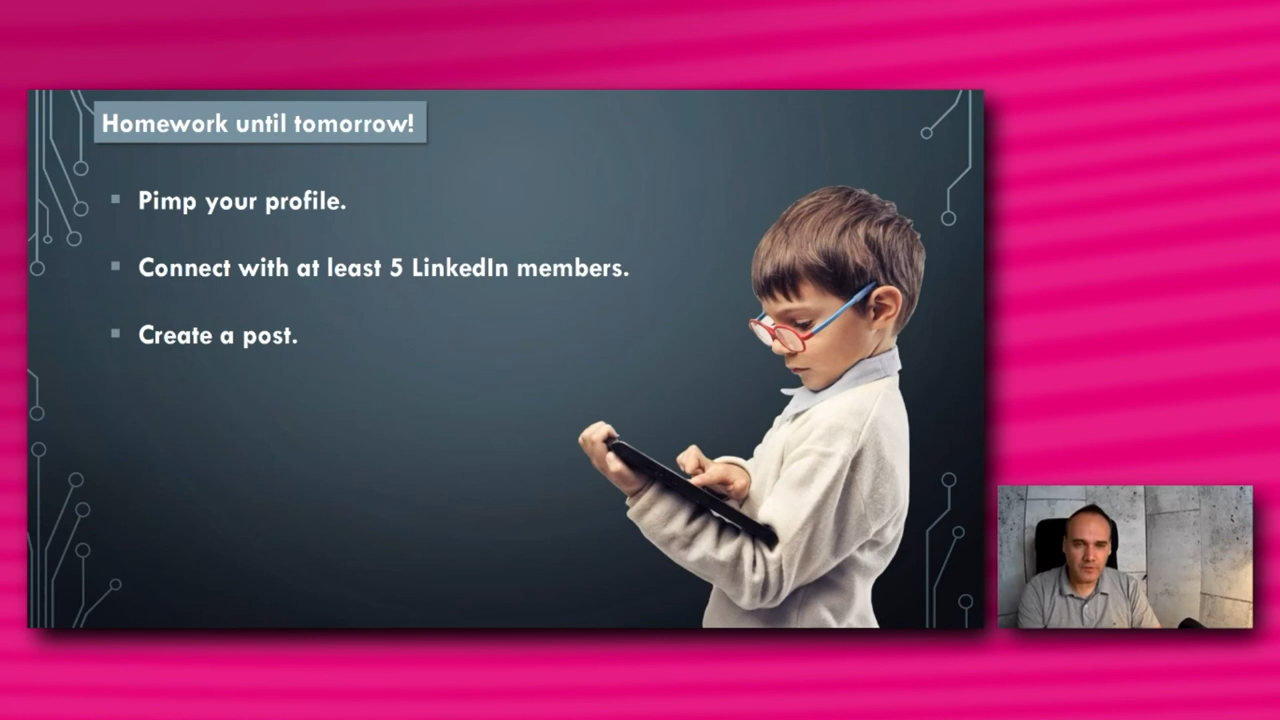 Homework until tomorrow!
Pimp your profile.
Connect with at least 5 LinkedIn members.
Create a post.